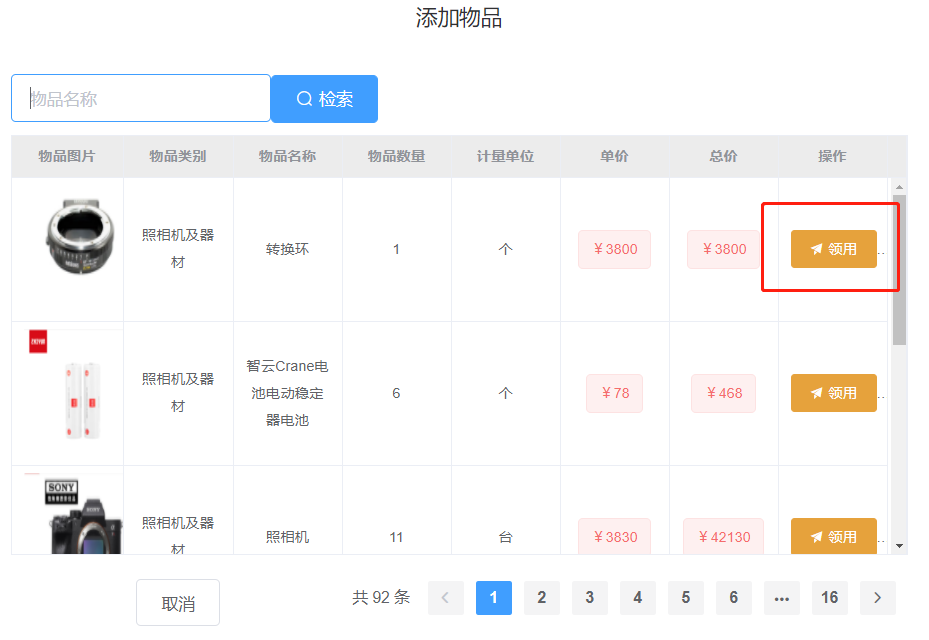 添加物品
物品名称
检索
物品图片 物品类别 物品名称 物品数量 计量单位 单价 总价 操作
照相机及器材 转换环 1 个 ¥ 3800 ¥ 3800 领用 ..
照相机及器材 智云Crane电池电动稳定器电池 6 个 ¥ 78 ¥ 468 领用 ..
SONY
照相机及器材 照相机 11 台 ¥ 3830 ¥ 42130 领用 ..
取消 共 92 条 < 1 2 3 4 5 6 ... 16 >